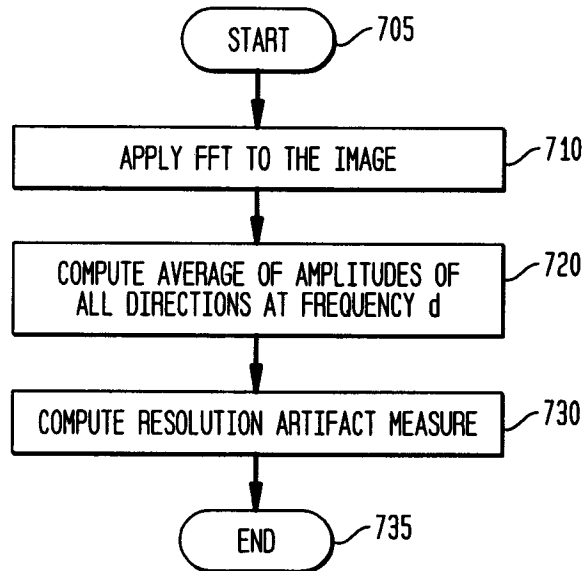 START
705
APPLY FFT TO THE IMAGE
710
COMPUTE AVERAGE OF AMPLITUDES OF
ALL DIRECTIONS AT FREQUENCY d
720
COMPUTE RESOLUTION ARTIFACT MEASURE
730
END
735